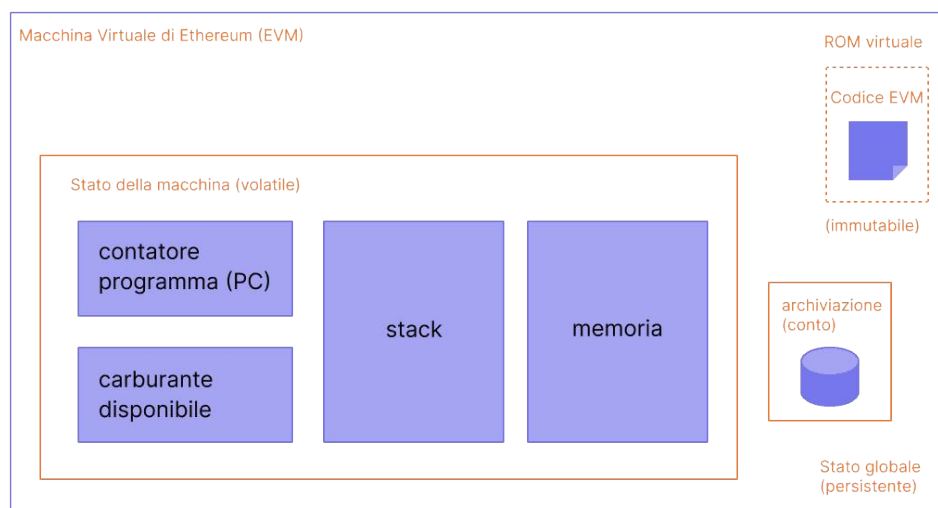 Macchina Virtuale di Ethereum (EVM)
ROM virtuale
Codice EVM
(immutabile)
Stato della macchina (volatile)
contatore
programma (PC)
carburante
disponibile
stack
memoria
archiviazione
(conto)
Stato globale
(persistente)